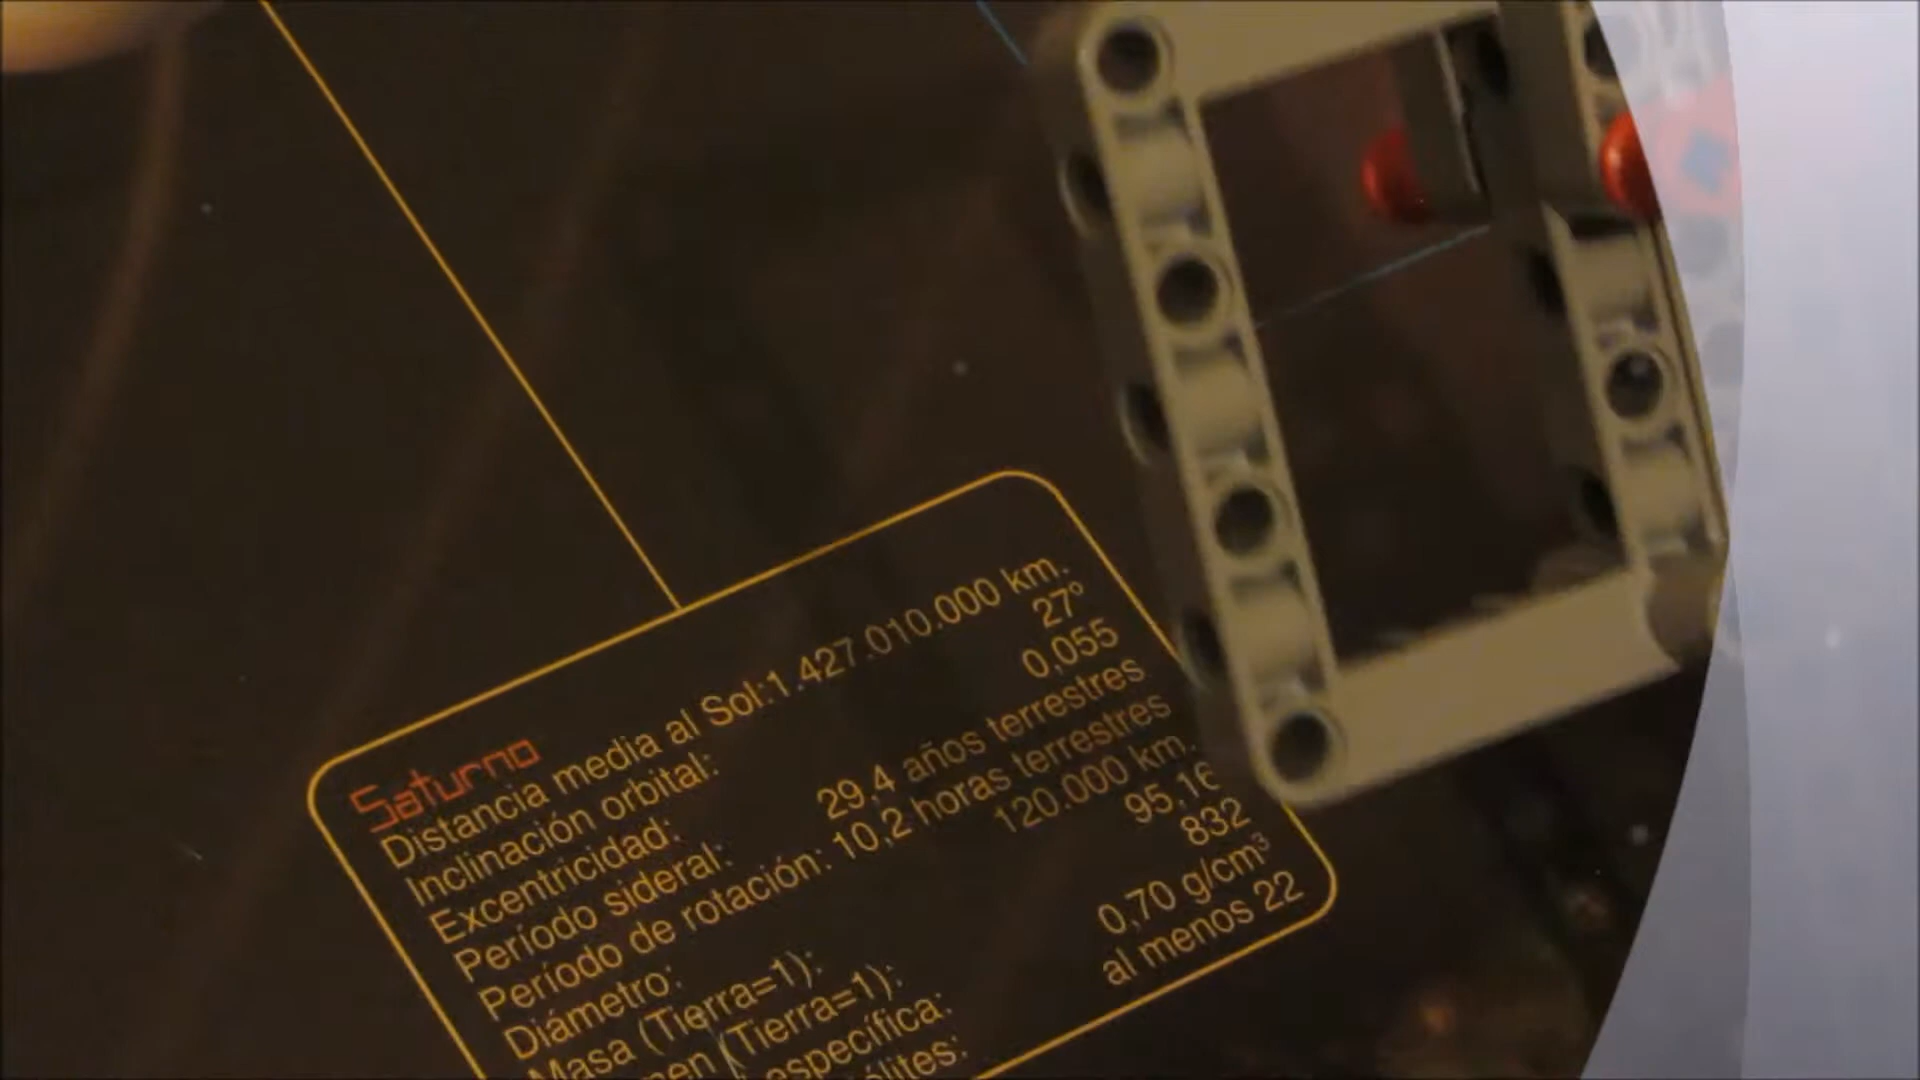 Saturno
Distancia media al Sol:1.427.010.000 km.
Inclinación orbital: 27º
Excentricidad: 0,055
Período sideral: 29,4 años terrestres
Período de rotación: 10,2 horas terrestres
Diámetro: 120.000 km.
Masa (Tierra=1): 95,16
(Tierra=1): 832
específica: 0,70 g/cm³
al menos 22